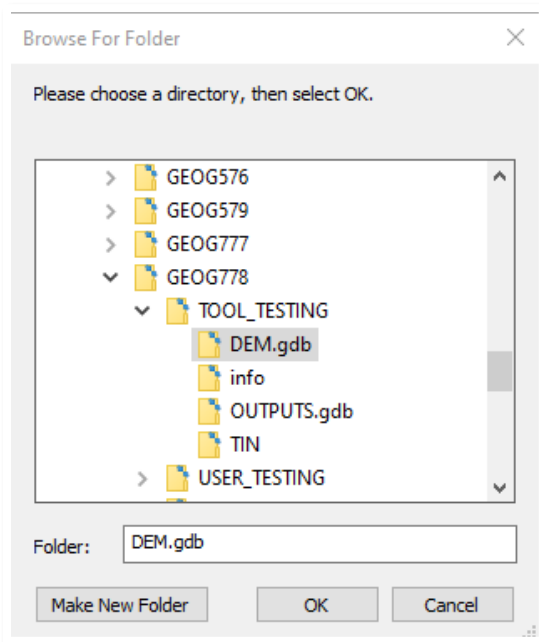 Browse For Folder
Please choose a directory, then select OK.
GEOG576
GEOG579
GEOG777
GEOG778
TOOL_TESTING
DEM.gdb
info
OUTPUTS.gdb
TIN
USER_TESTING
Folder: DEM.gdb
Make New Folder OK Cancel